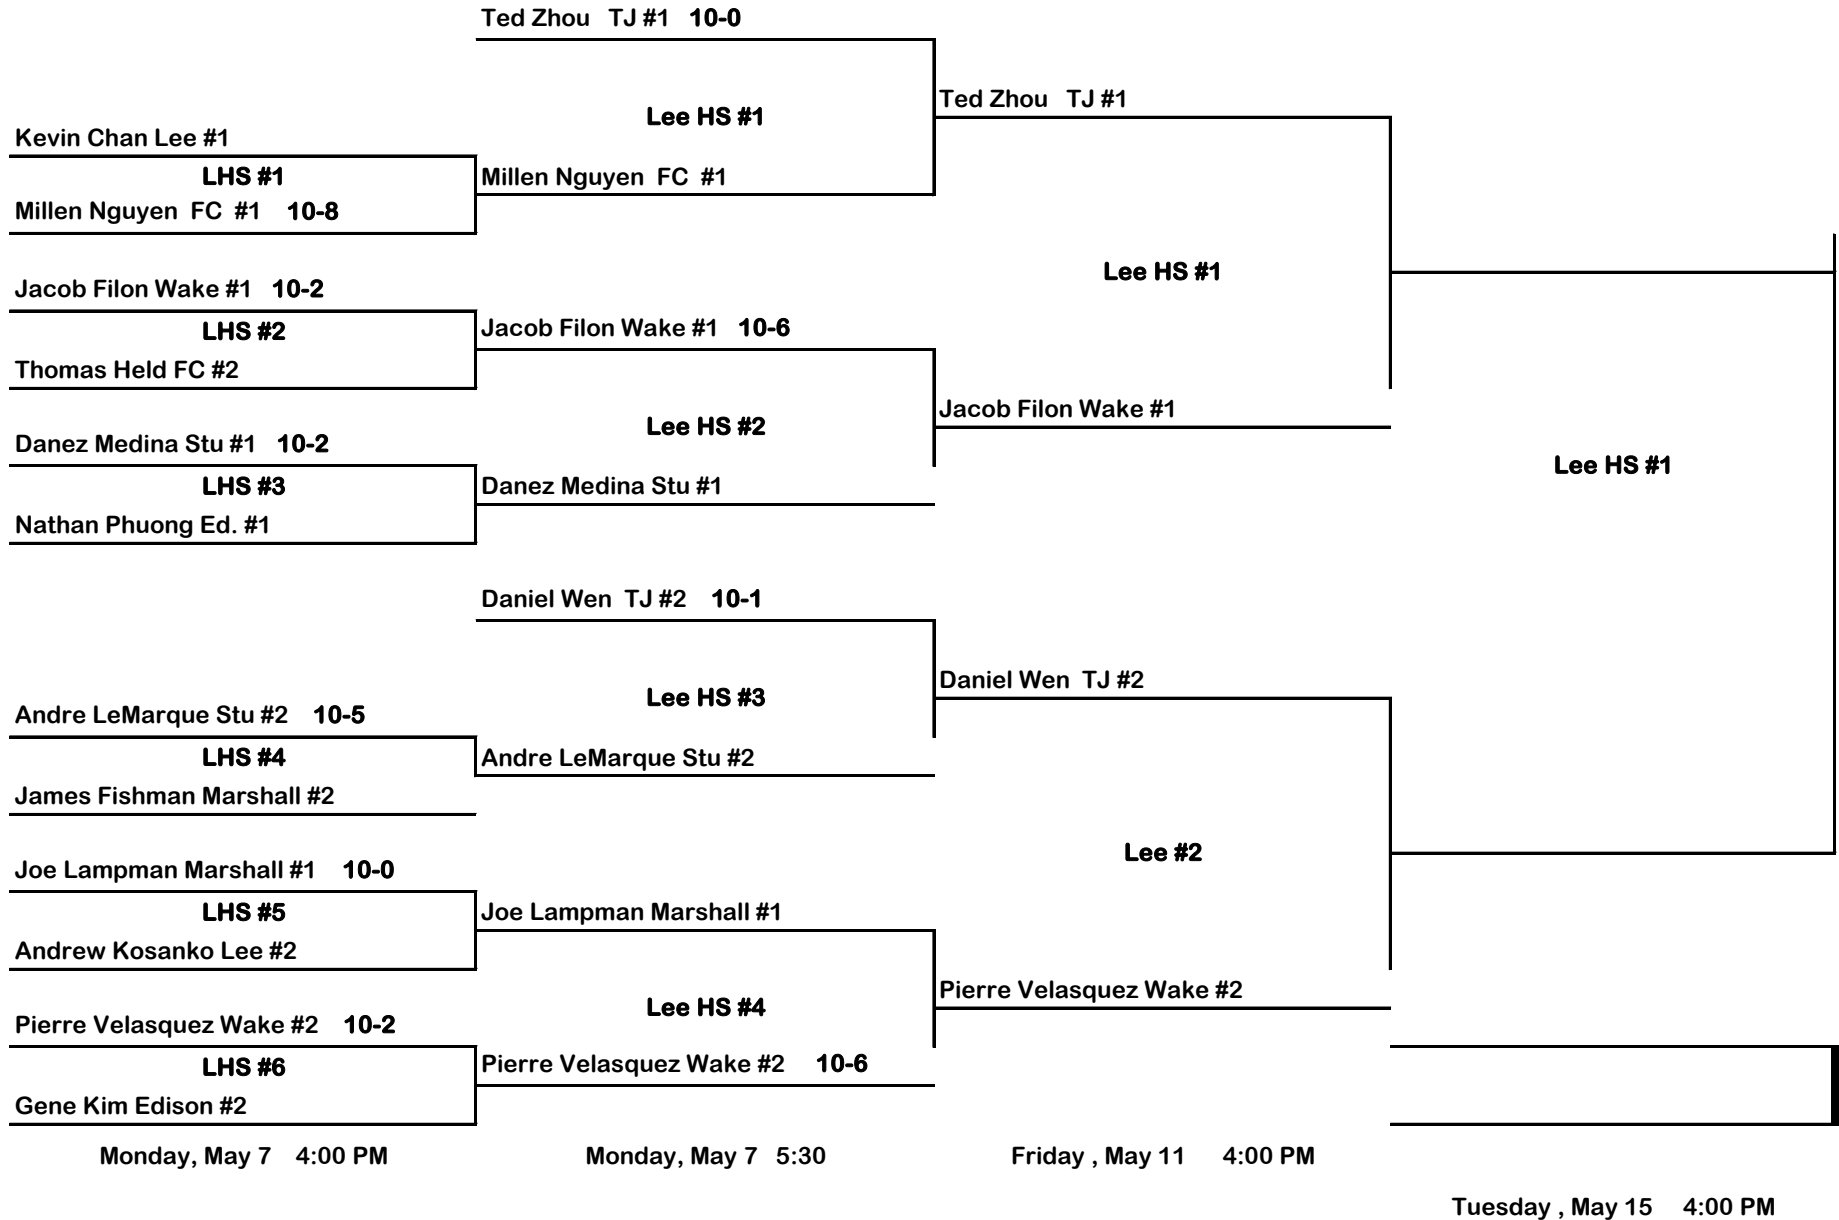 Ted Zhou TJ #1 10-0
Lee HS #1
Ted Zhou TJ #1
Kevin Chan Lee #1
LHS #1
Millen Nguyen FC #1
Millen Nguyen FC #1 10-8
Lee HS #1
Jacob Filon Wake #1 10-2
LHS #2
Jacob Filon Wake #1 10-6
Thomas Held FC #2
Lee HS #2
Jacob Filon Wake #1
Danez Medina Stu #1 10-2
Lee HS #1
LHS #3
Danez Medina Stu #1
Nathan Phuong Ed. #1
Daniel Wen TJ #2 10-1
Lee HS #3
Daniel Wen TJ #2
Andre LeMarque Stu #2 10-5
LHS #4
Andre LeMarque Stu #2
James Fishman Marshall #2
Lee #2
Joe Lampman Marshall #1 10-0
LHS #5
Joe Lampman Marshall #1
Andrew Kosanko Lee #2
Lee HS #4
Pierre Velasquez Wake #2
Pierre Velasquez Wake #2 10-2
LHS #6
Pierre Velasquez Wake #2 10-6
Gene Kim Edison #2
Monday, May 7 4:00 PM
Monday, May 7 5:30
Friday , May 11 4:00 PM
Tuesday , May 15 4:00 PM